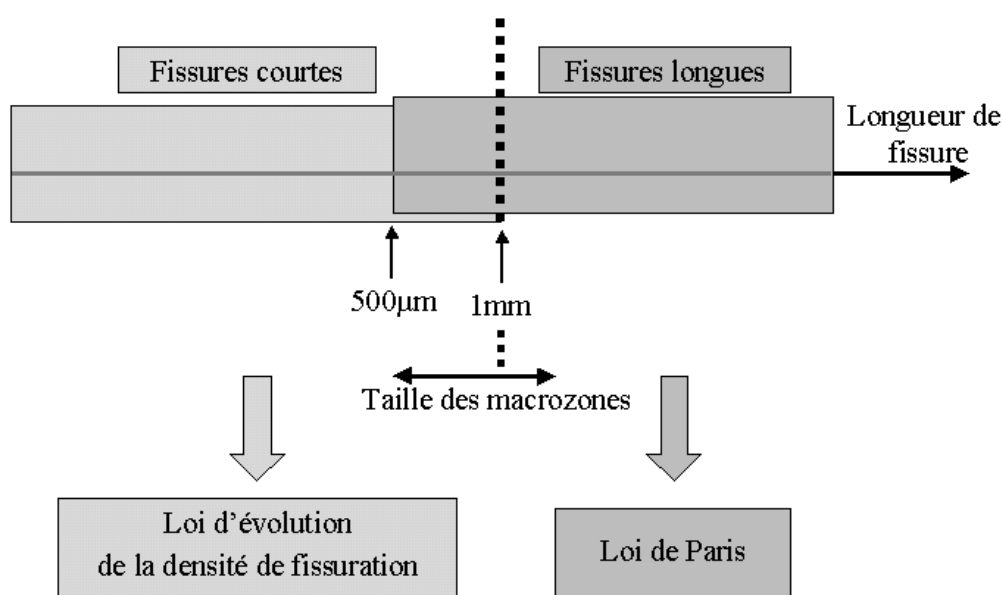 Fissures courtes
Fissures longues
Longueur de
fissure
500µm
1mm
Taille des macrozones
Loi d’évolution
de la densité de fissuration
Loi de Paris